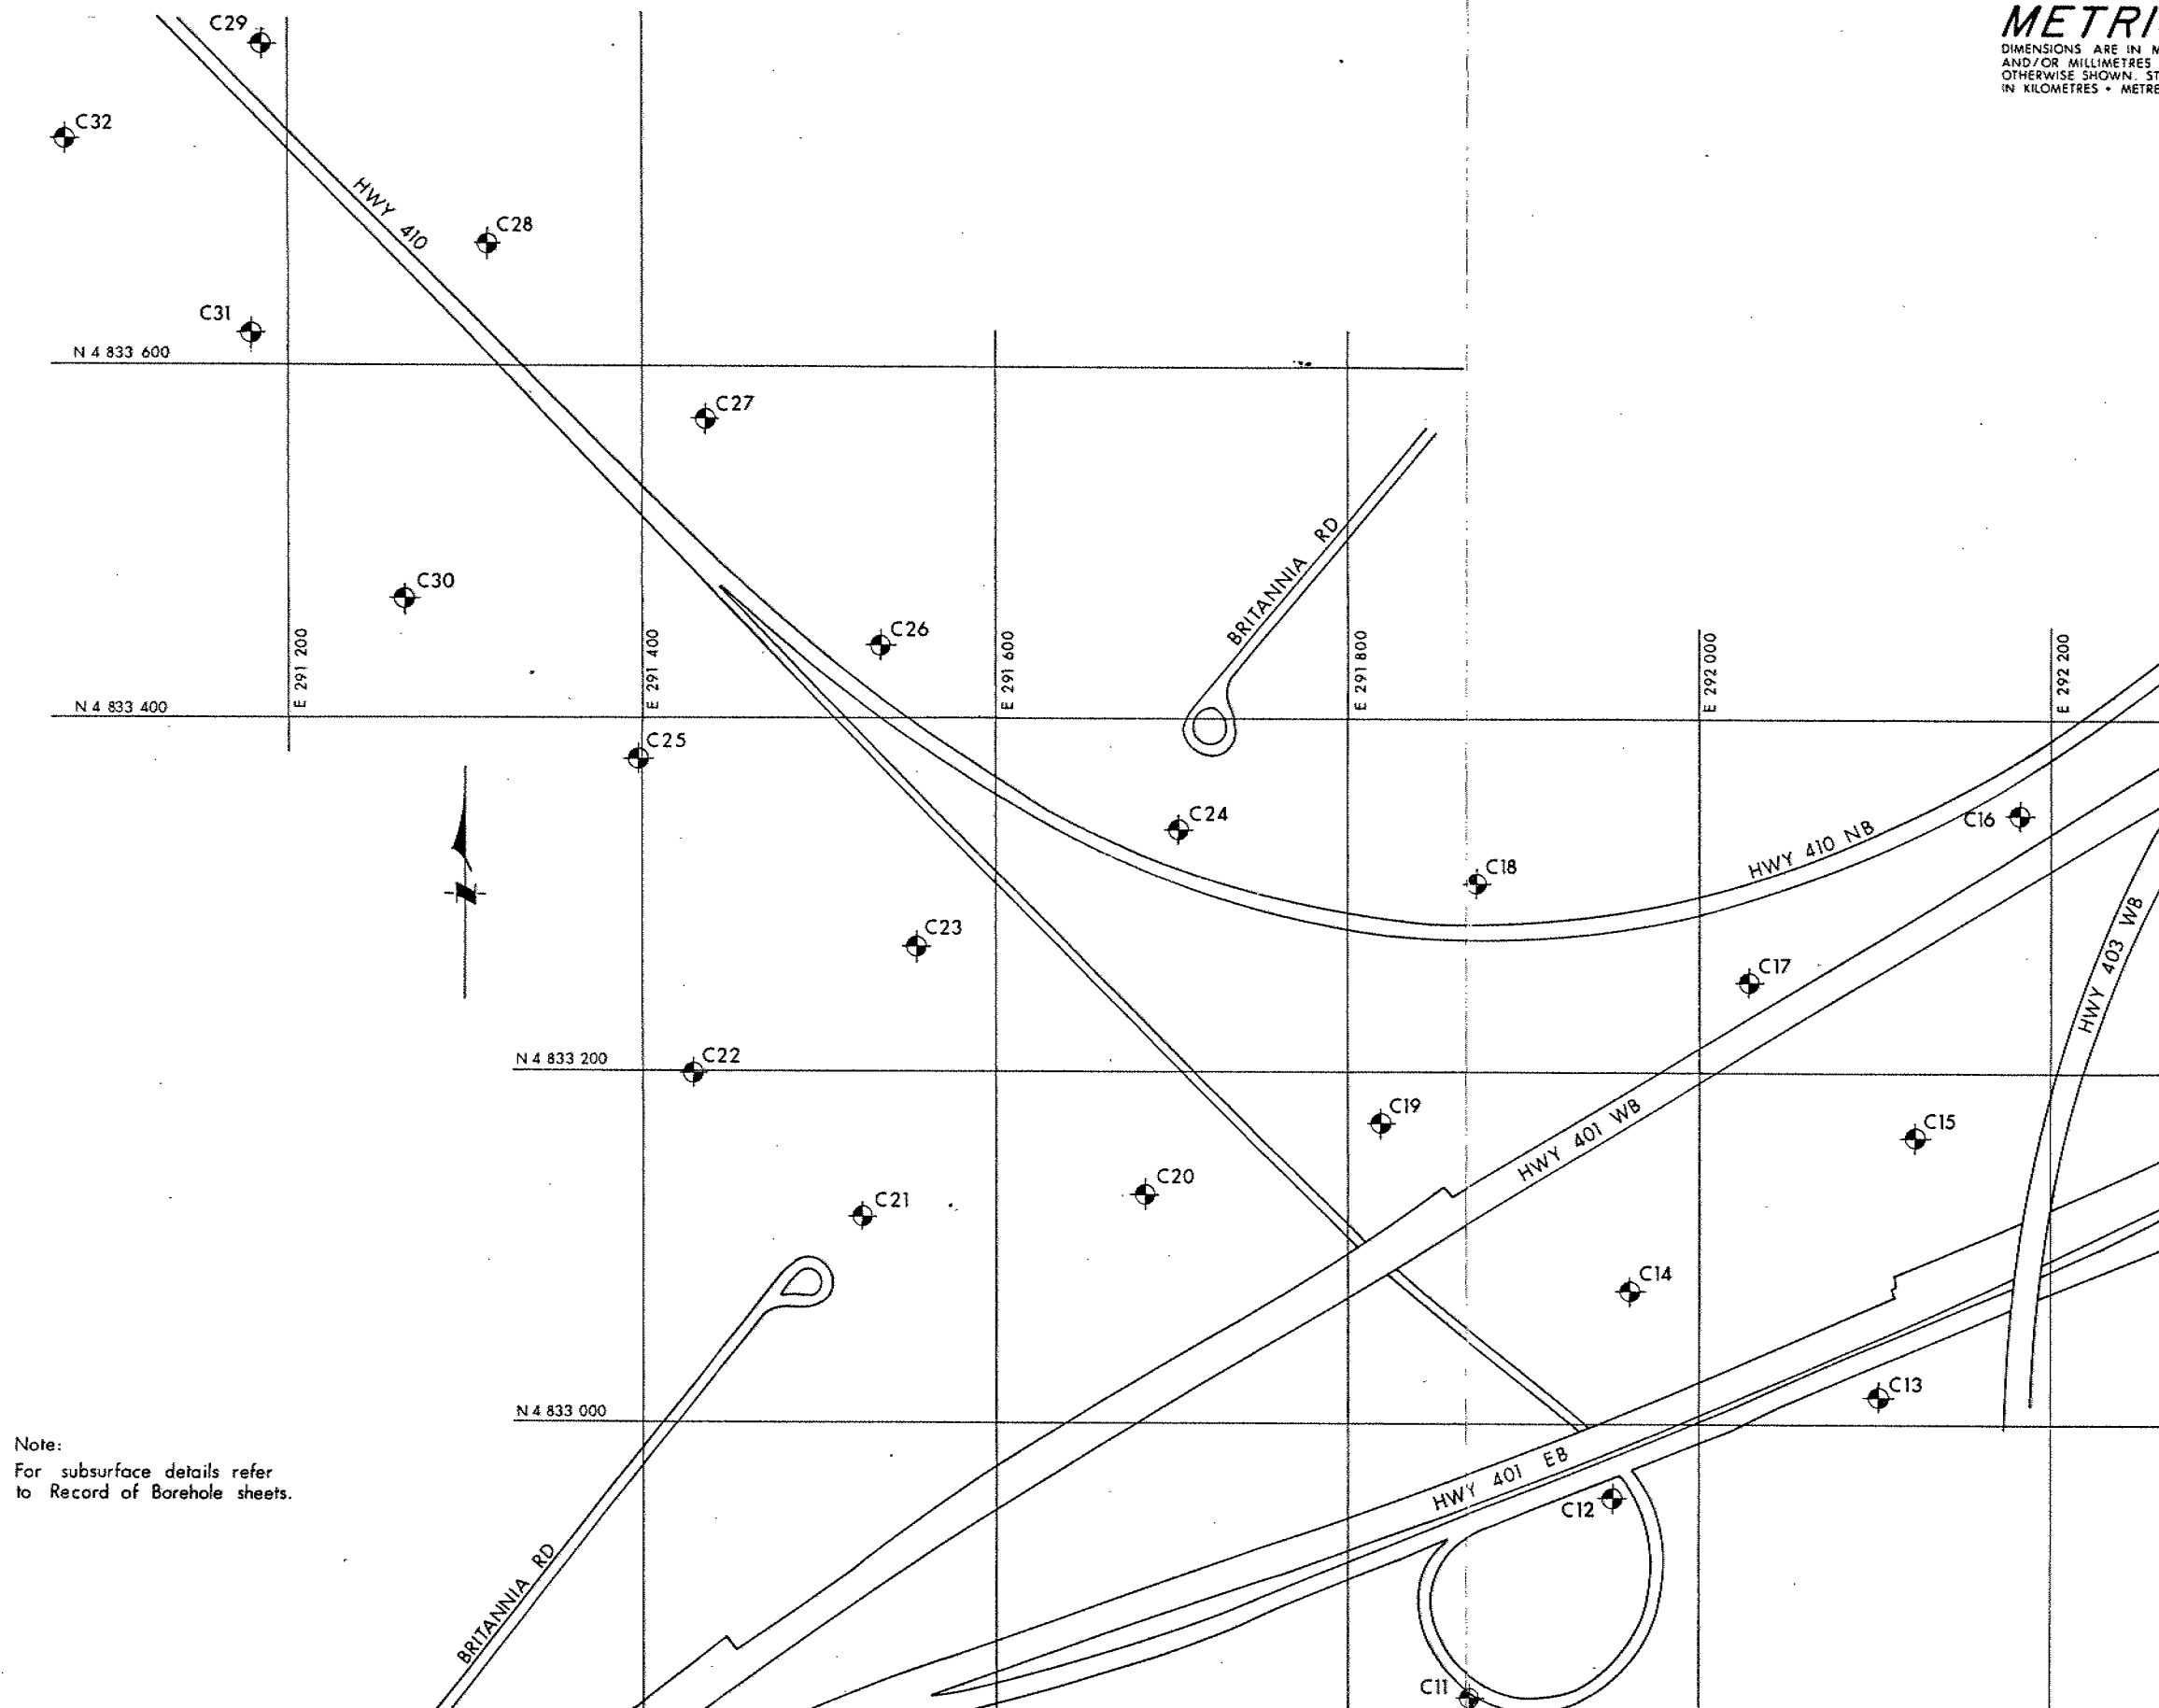 METRI
DIMENSIONS ARE IN M
AND/OR MILLIMETRES
OTHERWISE SHOWN. ST
IN KILOMETRES + METRE
C29
C32
HWY 410
C28
C31
N 4 833 600
C27
BRITANNIA RD
C30
C26
E 291 200
E 291 400
E 291 600
E 291 800
E 292 000
E 292 200
N 4 833 400
C25
C24
C16
HWY 410 NB
C18
N
C23
HWY 403 WB
C17
N 4 833 200
C22
C19
HWY 401 WB
C15
C20
C21
C14
C13
N 4 833 000
Note:
For subsurface details refer
to Record of Borehole sheets.
HWY 401 EB
C12
BRITANNIA RD
C11